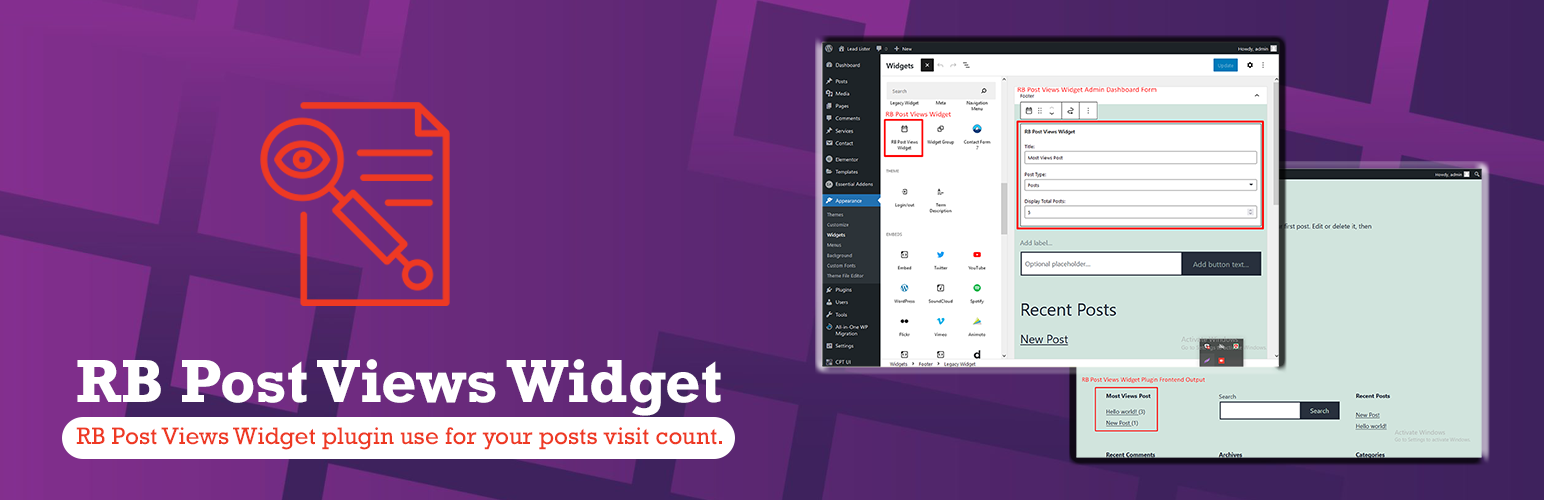 RB Post Views Widget
RB Post Views Widget plugin use for your posts visit count.
Lead Lister
0
+ New
Howdy, admin
Dashboard
Posts
Media
Pages
Comments
Services
Contact
Elementor
Templates
Essential Addons
Appearance
Themes
Customize
Widgets
Menus
Background
Custom Fonts
Theme File Editor
Plugins
Users
Tools
All-in-One WP
Migration
Settings
CPT UI
Widgets
Update
Search
Legacy Widget
Meta
Navigation
Menu
RB Post Views Widget
RB Post Views
Widget
Widget Group
Contact Form
7
THEME
Login/out
Term
Description
EMBEDS
Embed
Twitter
YouTube
WordPress
SoundCloud
Spotify
Flickr
Vimeo
Animoto
Widgets > Footer > Legacy Widget
RB Post Views Widget Admin Dashboard Form
Footer
RB Post Views Widget
Title:
Most Views Post
Post Type:
Posts
Display Total Posts:
5
Add label...
Optional placeholder...
Add button text...
Recent Posts
New Post
Activate Windows
Howdy, admin
first post. Edit or delete it, then
RB Post Views Widget Plugin Frontend Output
Most Views Post
Hello world! (3)
New Post (1)
Search
Search
Recent Posts
New Post
Hello world!
Activate Windows
Go to Settings to activate Windows.
Recent Comments
Archives
Categories